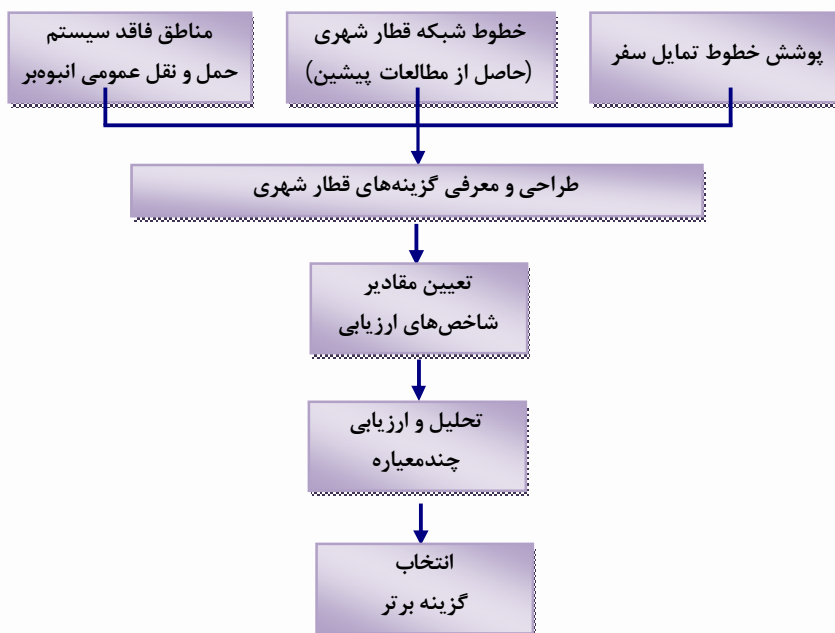 پوشش خطوط تمایل سفر
خطوط شبکه قطار شهری
(حاصل از مطالعات پیشین)
مناطق فاقد سیستم
حمل و نقل عمومی انبوه‌بر
طراحی و معرفی گزینه‌های قطار شهری
تعیین مقادیر
شاخص‌های ارزیابی
تحلیل و ارزیابی
چندمعیاره
انتخاب
گزینه برتر